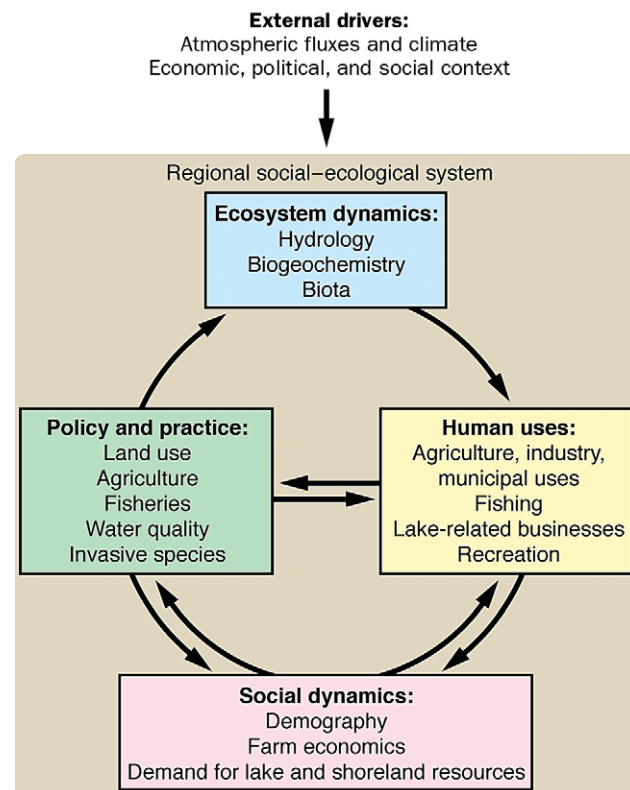 External drivers:
Atmospheric fluxes and climate
Economic, political, and social context
Regional social–ecological system
Ecosystem dynamics:
Hydrology
Biogeochemistry
Biota
Policy and practice:
Land use
Agriculture
Fisheries
Water quality
Invasive species
Human uses:
Agriculture, industry,
municipal uses
Fishing
Lake-related businesses
Recreation
Social dynamics:
Demography
Farm economics
Demand for lake and shoreland resources